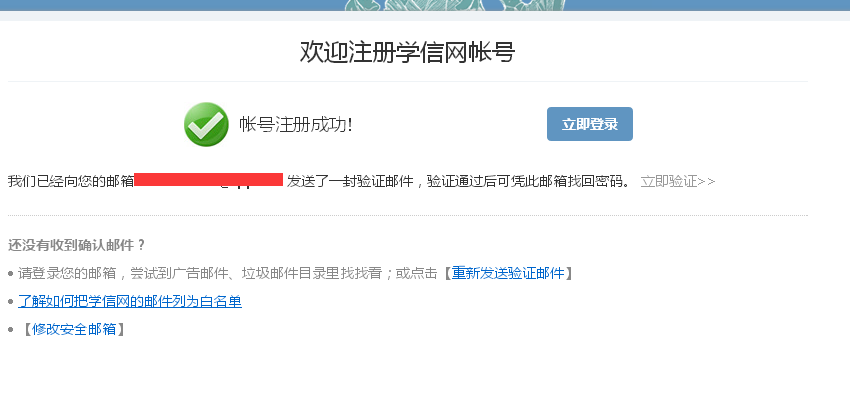 欢迎注册学信网帐号
帐号注册成功!
立即登录
我们已经向您的邮箱 发送了一封验证邮件，验证通过后可凭此邮箱找回密码。 立即验证>>
还没有收到确认邮件？
• 请登录您的邮箱，尝试到广告邮件、垃圾邮件目录里找找看；或点击【重新发送验证邮件】
• 了解如何把学信网的邮件列为白名单
• 【修改安全邮箱】